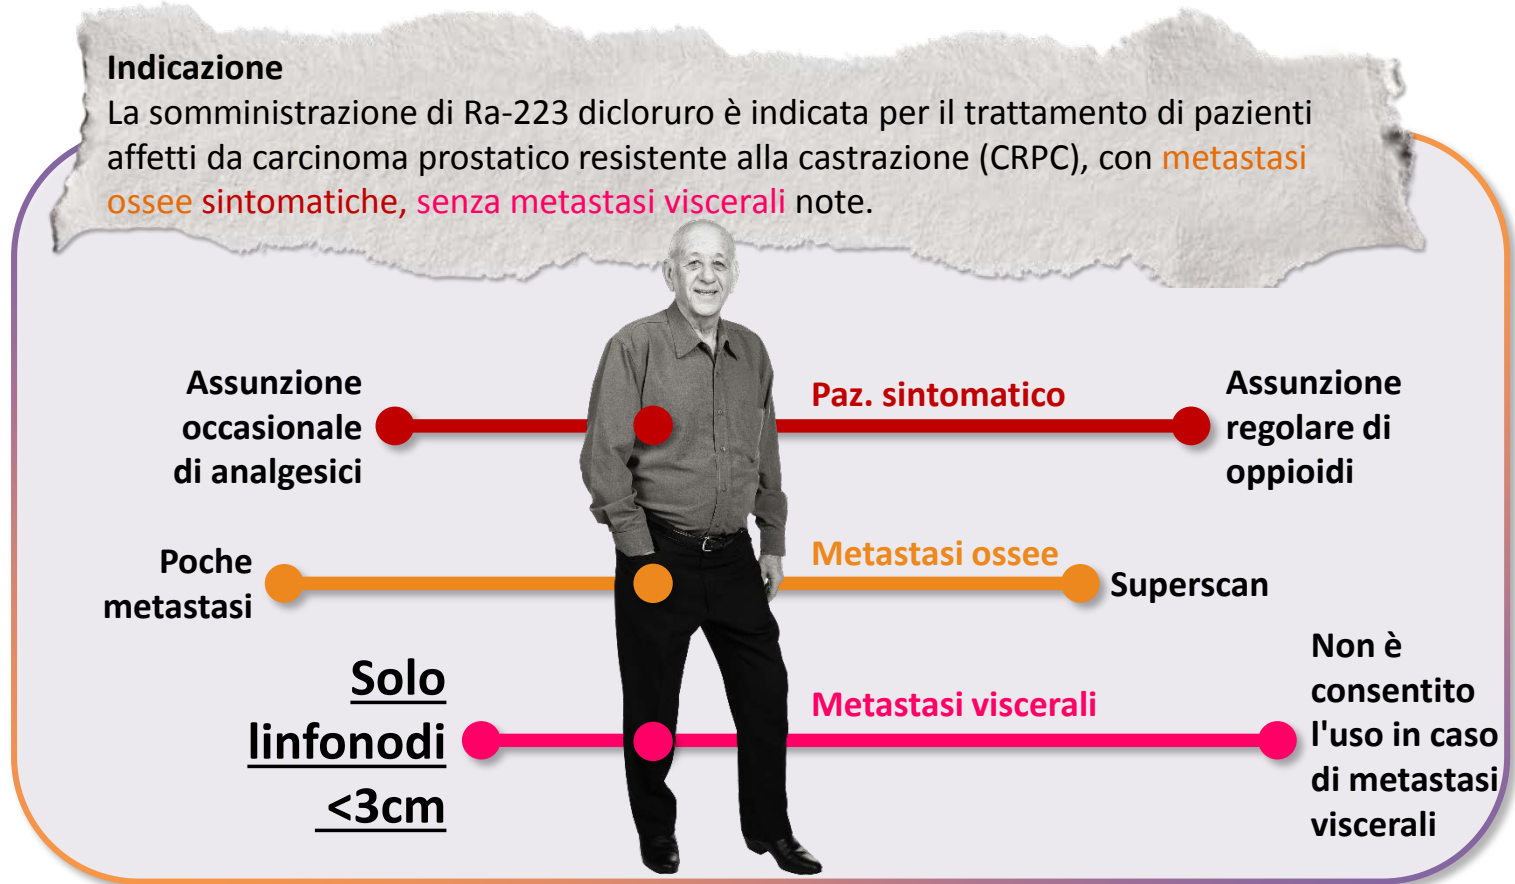 Indicazione
La somministrazione di Ra-223 dicloruro è indicata per il trattamento di pazienti
affetti da carcinoma prostatico resistente alla castrazione (CRPC), con metastasi
ossee sintomatiche, senza metastasi viscerali note.
Assunzione
occasionale
di analgesici
Paz. sintomatico
Assunzione
regolare di
oppioidi
Poche
metastasi
Metastasi ossee
Superscan
Solo
linfonodi
<3cm
Metastasi viscerali
Non è
consentito
l'uso in caso
di metastasi
viscerali